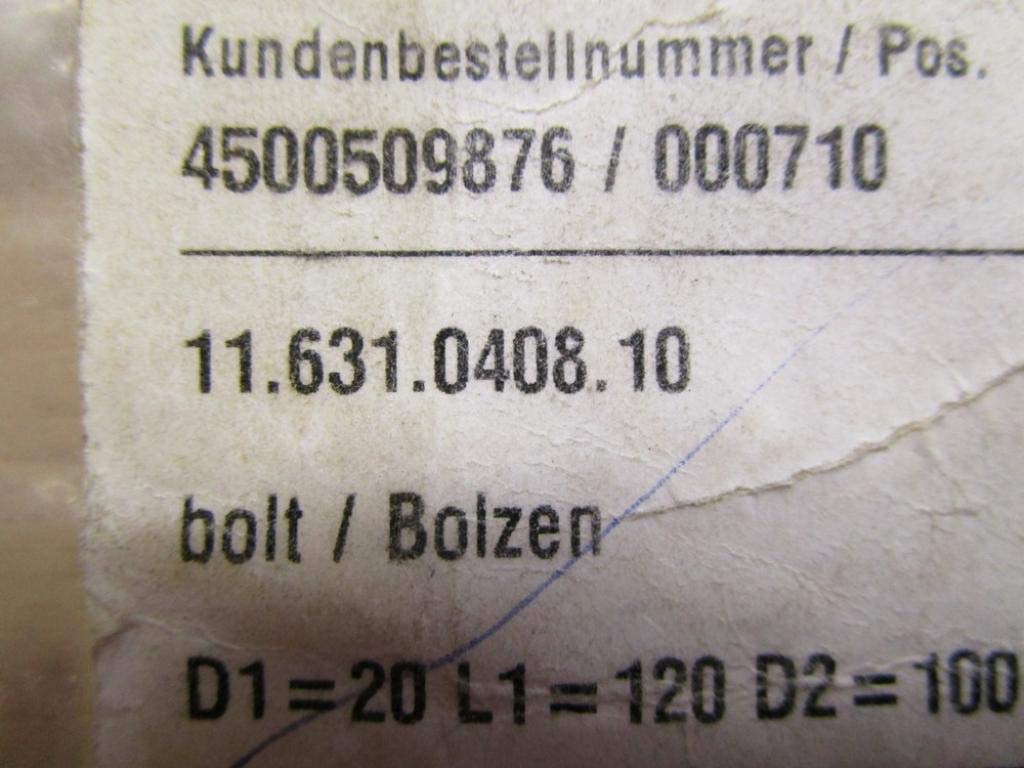 Kundenbestellnummer / Pos.
4500509876 / 000710
11.631.0408.10
bolt / Bolzen
D1=20 L1=120 D2=100